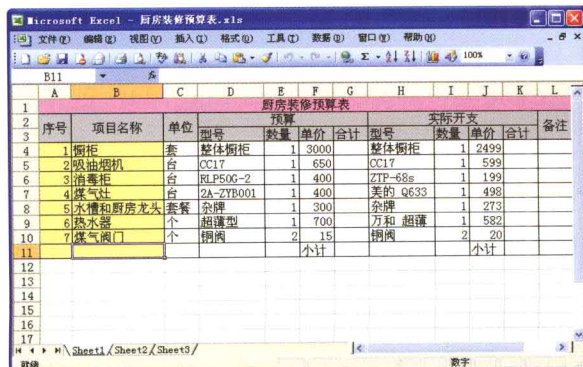 Microsoft Excel - 厨房装修预算表.xls
文件(F) 编辑(E) 视图(V) 插入(I) 格式(O) 工具(T) 数据(D) 窗口(W) 帮助(H)
Σ 100%
B11 fx
A B C D E F G H I J K L
1 厨房装修预算表
2 序号 项目名称 单位 预算 实际开支 备注
3 型号 数量 单价 合计 型号 数量 单价 合计
4 1 橱柜 套 整体橱柜 1 3000 整体橱柜 1 2499
5 2 吸油烟机 台 CC17 1 650 CC17 1 599
6 3 消毒柜 台 RLP50G-2 1 400 ZTP-68s 1 199
7 4 煤气灶 台 2A-ZYB001 1 400 美的 Q633 1 498
8 5 水槽和厨房龙头 套餐 杂牌 1 300 杂牌 1 273
9 6 热水器 个 超薄型 1 700 万和 超薄 1 582
10 7 煤气阀门 个 铜阀 2 15 铜阀 2 20
11 小计 小计
12
13
14
15
16
17
Sheet1 Sheet2 Sheet3
就绪 数字